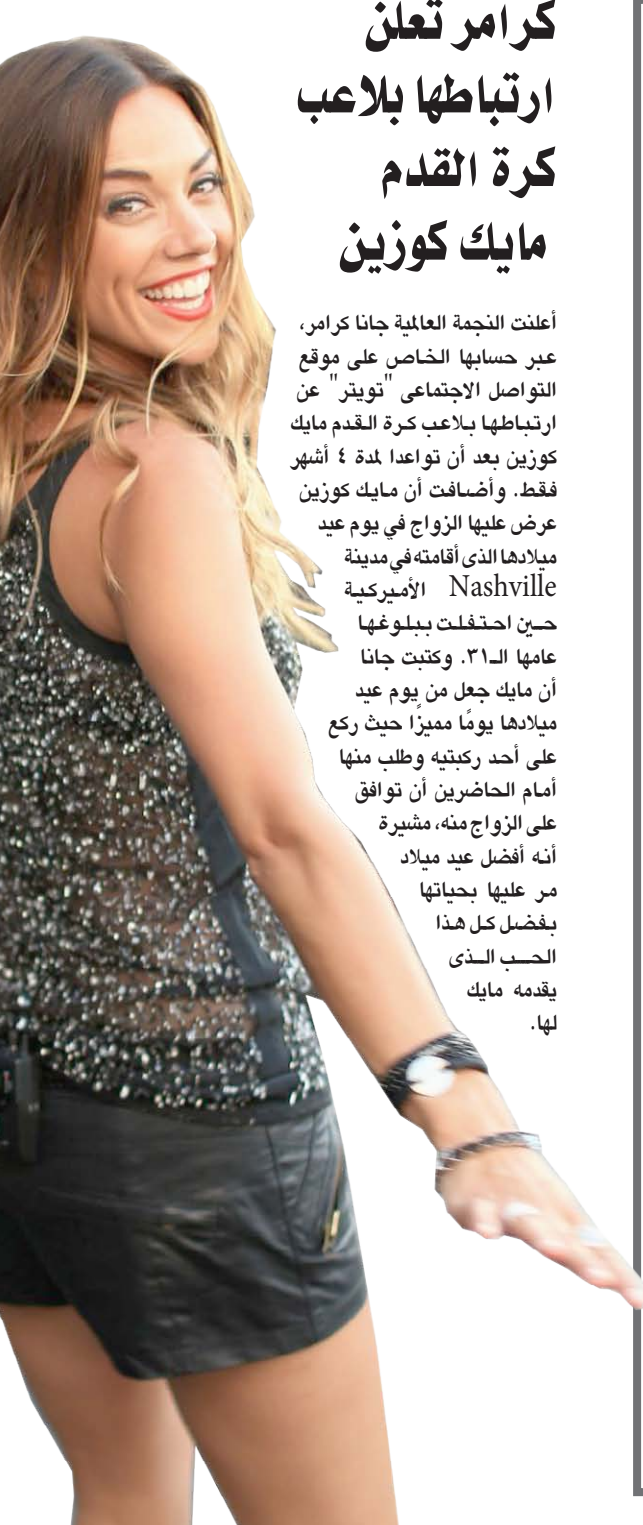 كرامر تعلن
ارتباطها بلاعب
كرة القدم
مايك كوزين
أعلنت النجمة العالمية جانا كرامر،
عبر حسابها الخاص على موقع
التواصل الاجتماعى "تويتر" عن
ارتباطها بلاعب كرة القدم مايك
كوزين بعد أن تواعدا لمدة ٤ أشهر
فقط. وأضافت أن مايك كوزين
عرض عليها الزواج في يوم عيد
ميلادها الذى أقامته في مدينة
Nashville الأميركية
حين احتفلت ببلوغها
عامها الـ٣١. وكتبت جانا
أن مايك جعل من يوم عيد
ميلادها يومًا مميزًا حيث ركع
على أحد ركبتيه وطلب منها
أمام الحاضرين أن توافق
على الزواج منه، مشيرة
أنه أفضل عيد ميلاد
مر عليها بحياتها
بفضل كل هذا
الحب الذى
يقدمه مايك
لها.